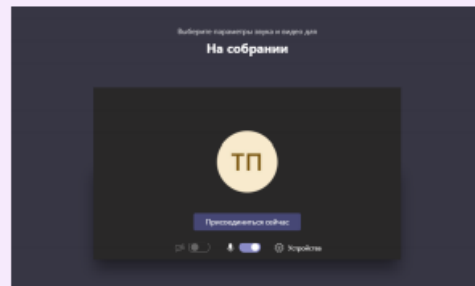 Выберите параметры звука и видео для
На собрании
ТП
Присоединиться сейчас
Устройства